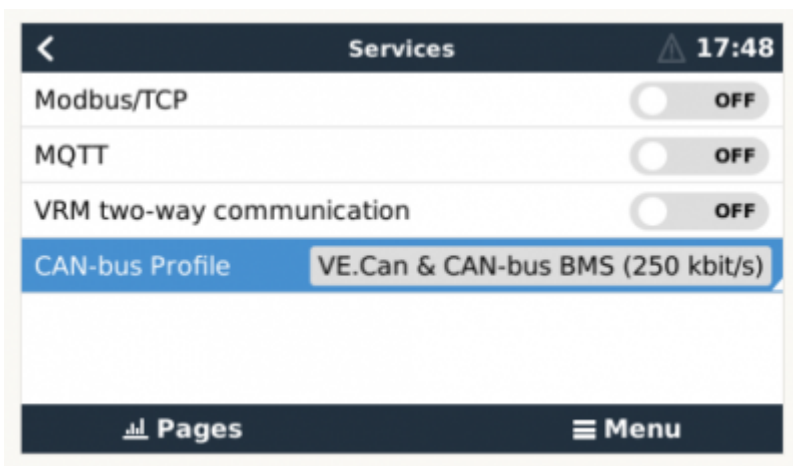 Services 17:48
Modbus/TCP OFF
MQTT OFF
VRM two-way communication OFF
CAN-bus Profile VE.Can & CAN-bus BMS (250 kbit/s)
Pages Menu